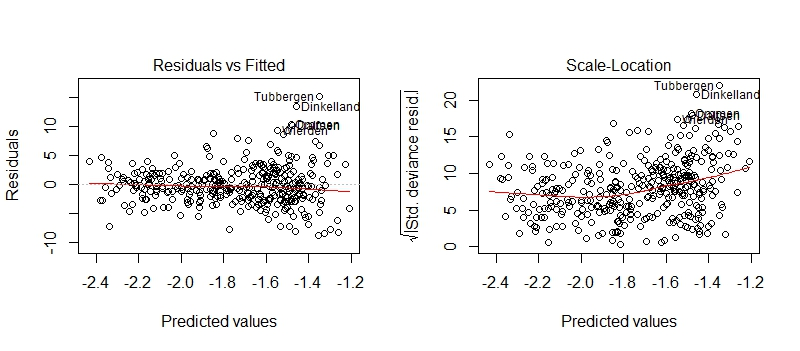 Residuals vs Fitted
Residuals
10
5
0
-10
Tubbergen
Dinkelland
Wierden
-2.4 -2.2 -2.0 -1.8 -1.6 -1.4 -1.2
Predicted values
Scale-Location
√|Std. deviance resid.|
20
15
10
5
0
Tubbergen
Dinkelland
-2.4 -2.2 -2.0 -1.8 -1.6 -1.4 -1.2
Predicted values